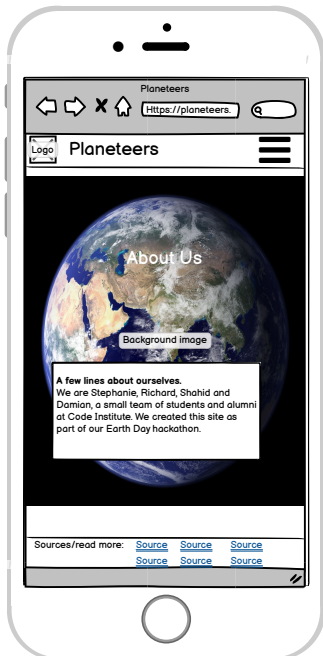 Planeteers
Https://planeteers.
Logo
Planeteers
About Us
Background image
A few lines about ourselves.
We are Stephanie, Richard, Shahid and
Damian, a small team of students and alumni
at Code Institute. We created this site as
part of our Earth Day hackathon.
Sources/read more: Source Source Source
Source Source Source